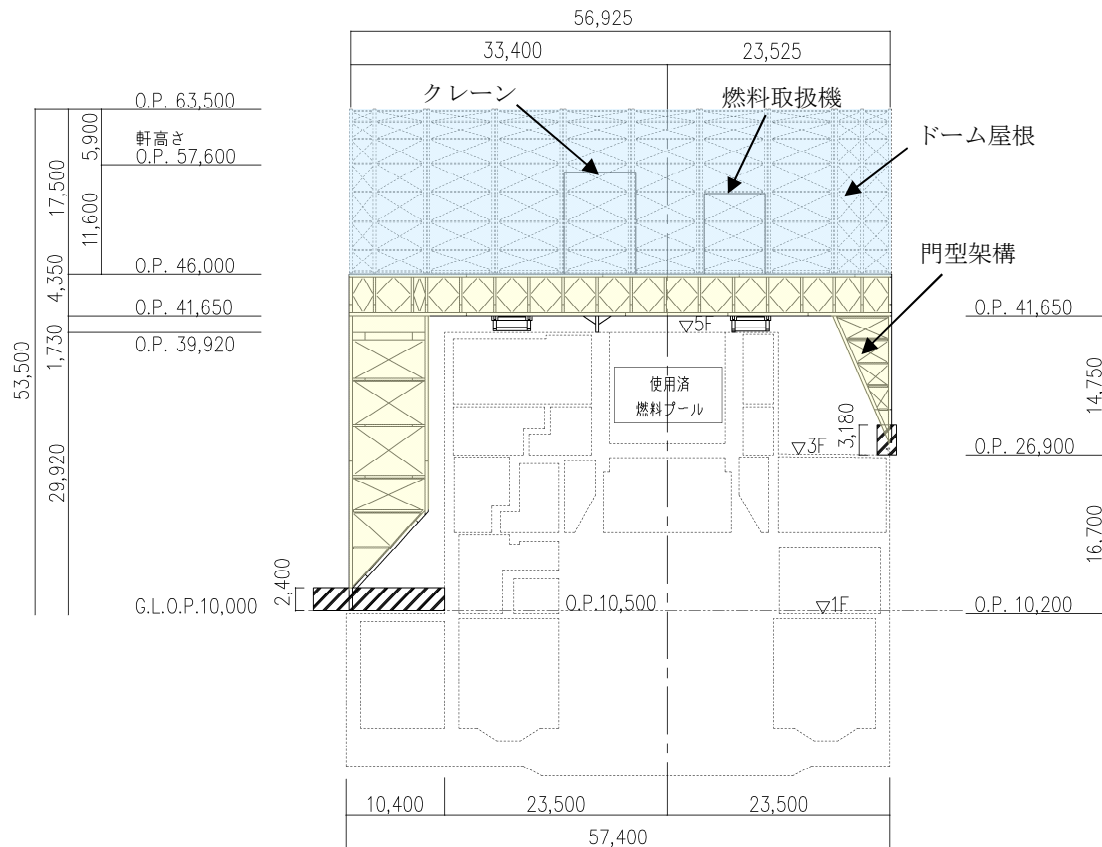 56,925
33,400
23,525
クレーン
燃料取扱機
ドーム屋根
門型架構
O.P. 63,500
軒高さ
O.P. 57,600
O.P. 46,000
O.P. 41,650
O.P. 39,920
G.L.O.P.10,000
53,500
17,500
4,350
1,730
29,920
5,900
11,600
2,400
▽5F
使用済
燃料プール
▽3F
3,180
O.P.10,500
▽1F
O.P. 41,650
O.P. 26,900
O.P. 10,200
14.750
16.700
10,400
23,500
23,500
57,400